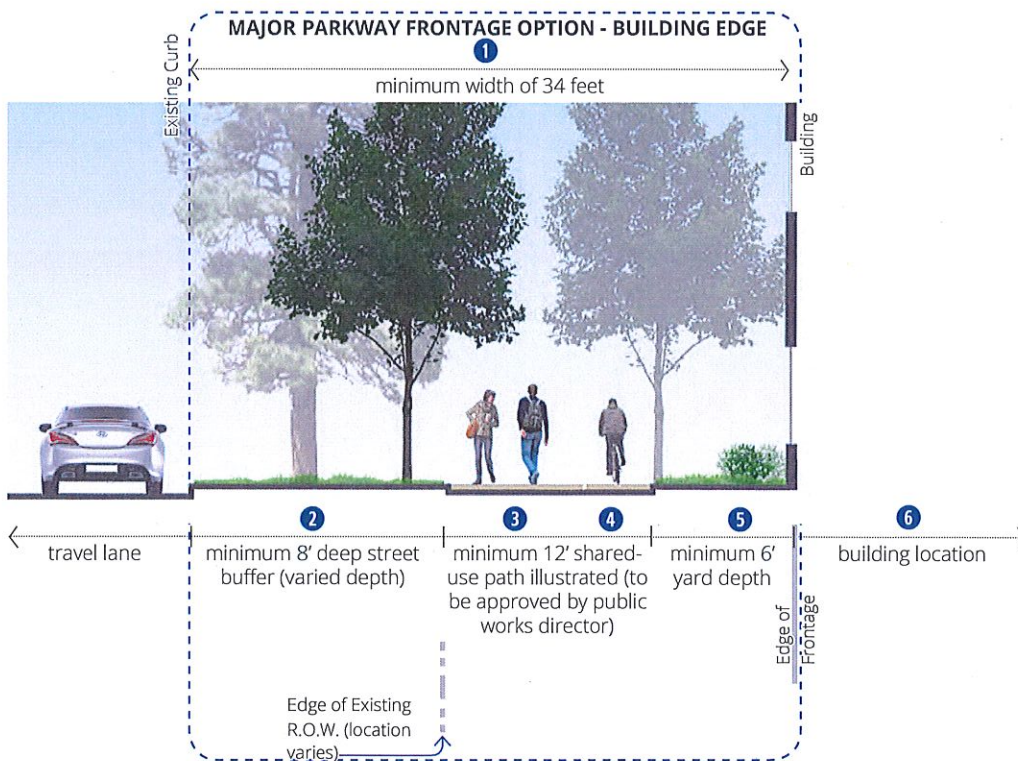 MAJOR PARKWAY FRONTAGE OPTION - BUILDING EDGE
1
minimum width of 34 feet
Existing Curb
Building
2
3
4
5
6
travel lane
minimum 8' deep street
buffer (varied depth)
minimum 12' shared-
use path illustrated (to
be approved by public
works director)
minimum 6'
yard depth
building location
Edge of
Frontage
Edge of Existing
R.O.W. (location
varies)